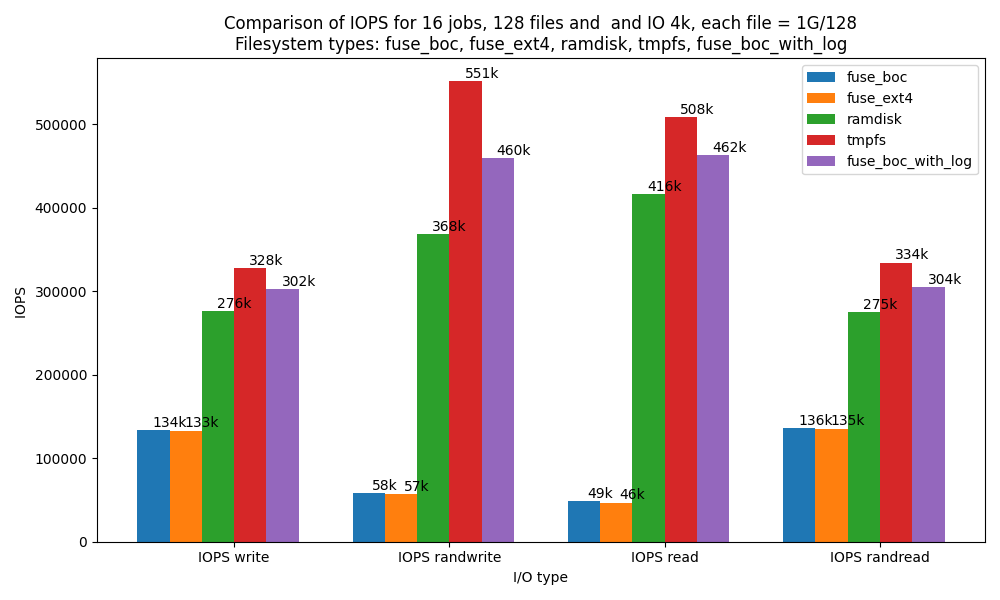 Comparison of IOPS for 16 jobs, 128 files and  and IO 4k, each file = 1G/128
Filesystem types: fuse_boc, fuse_ext4, ramdisk, tmpfs, fuse_boc_with_log
fuse_boc
fuse_ext4
ramdisk
tmpfs
fuse_boc_with_log
IOPS
500000
400000
300000
200000
100000
0
134k
133k
276k
328k
302k
58k
57k
368k
551k
460k
49k
46k
416k
508k
462k
136k
135k
275k
334k
304k
IOPS write
IOPS randwrite
IOPS read
IOPS randread
I/O type